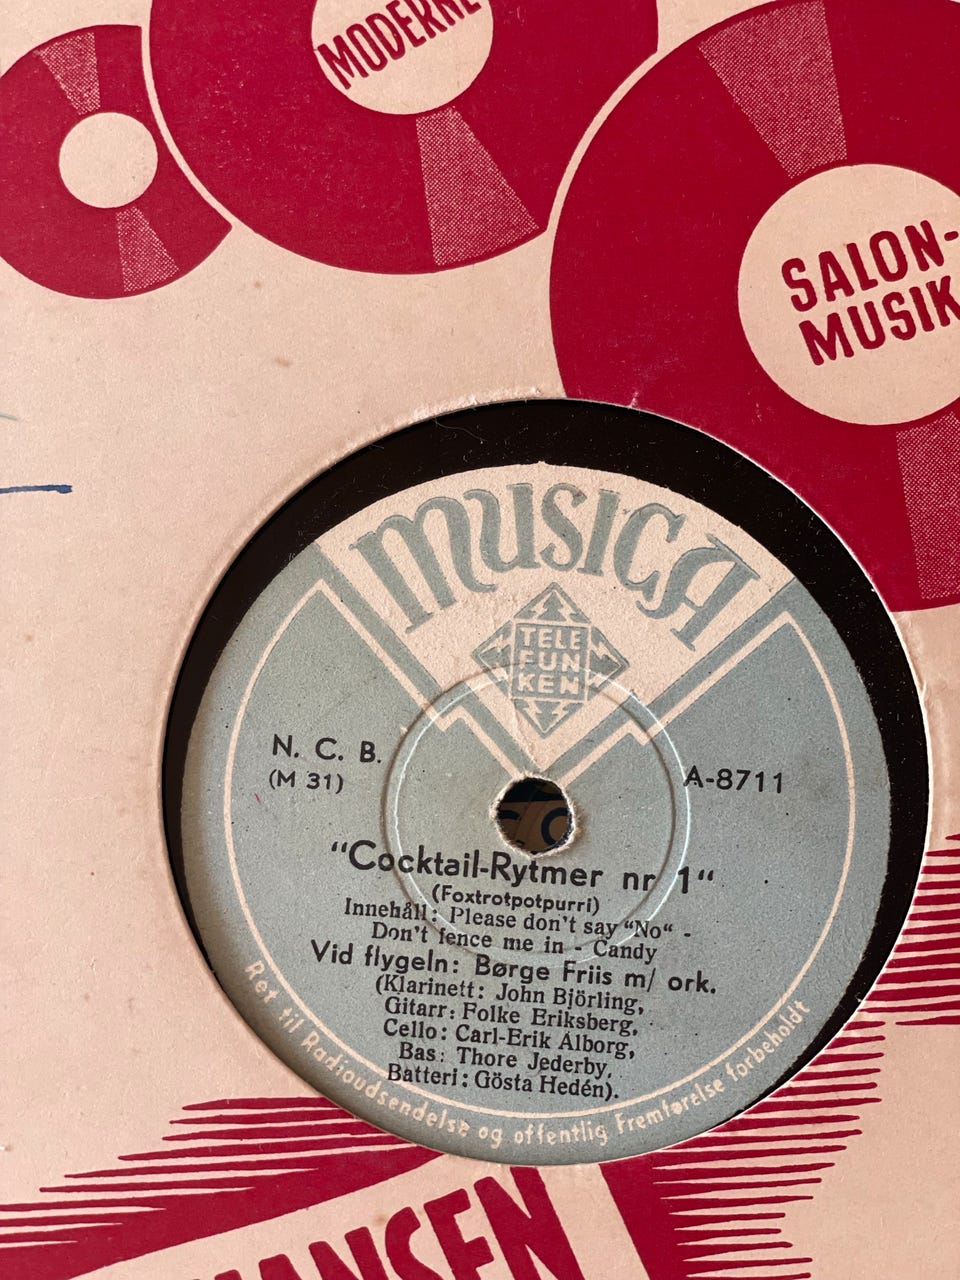 MODERNE
SALON-
MUSIK
MUSICA
TELE
FUN
KEN
N. C. B.
(M 31)
A-8711
“Cocktail-Rytmer nr. 1“
(Foxtrotpotpurri)
Innehåll: Please don't say “No“ -
Don't fence me in - Candy
Vid flygeln: Børge Friis m/ ork.
(Klarinett: John Björling,
Gitarr: Folke Eriksberg,
Cello: Carl-Erik Alborg,
Bas: Thore Jederby,
Batteri: Gösta Hedén).
Ret til Radioudsendelse og offentlig Fremførelse forbeholdt